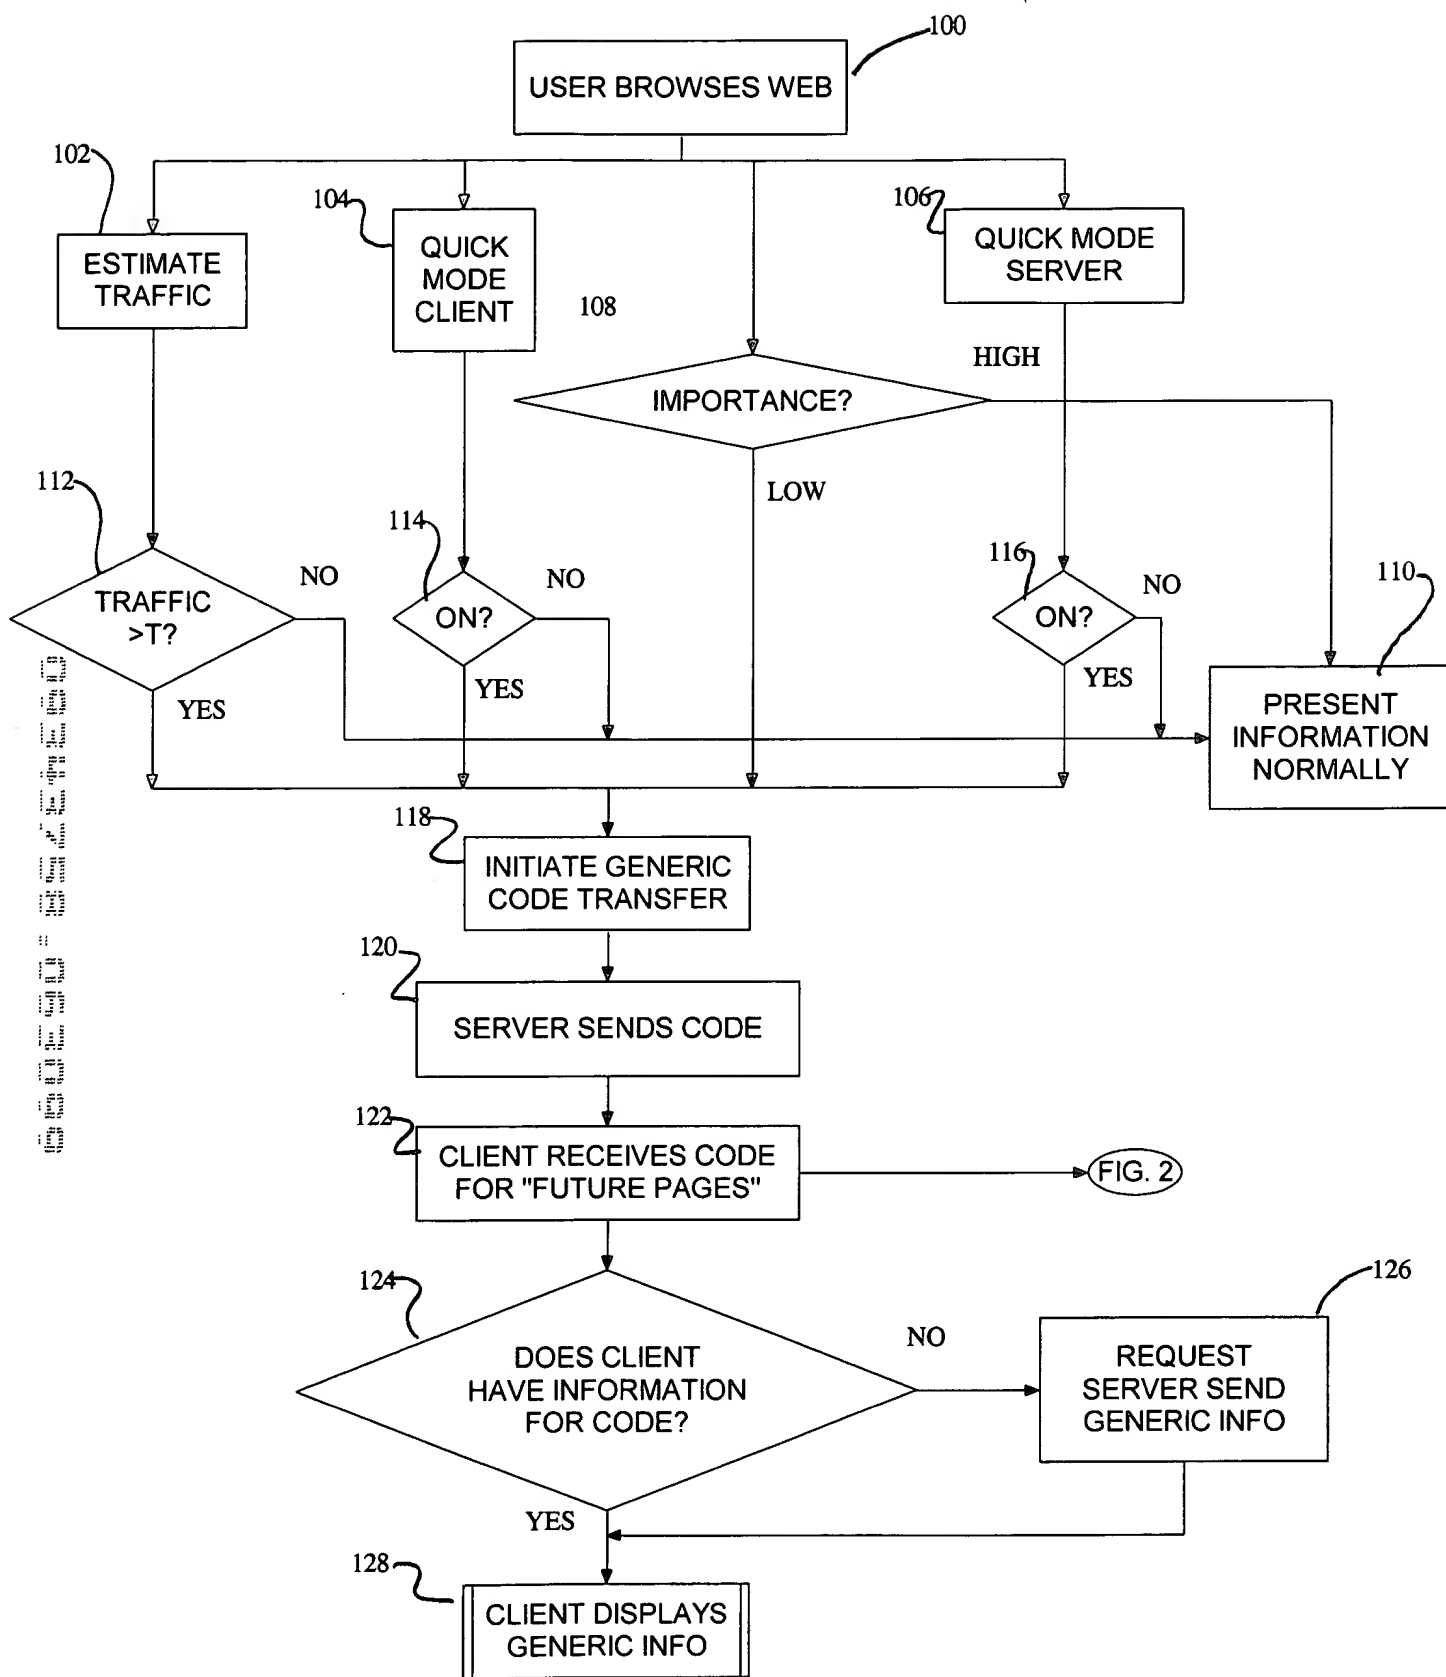 100
USER BROWSES WEB
102
104
106
ESTIMATE
TRAFFIC
QUICK
MODE
CLIENT
108
QUICK MODE
SERVER
HIGH
IMPORTANCE?
LOW
112
TRAFFIC
>T?
NO
YES
114
ON?
NO
YES
116
ON?
NO
YES
110
PRESENT
INFORMATION
NORMALLY
118
INITIATE GENERIC
CODE TRANSFER
120
SERVER SENDS CODE
122
CLIENT RECEIVES CODE
FOR "FUTURE PAGES"
FIG. 2
124
DOES CLIENT
HAVE INFORMATION
FOR CODE?
NO
126
REQUEST
SERVER SEND
GENERIC INFO
YES
128
CLIENT DISPLAYS
GENERIC INFO